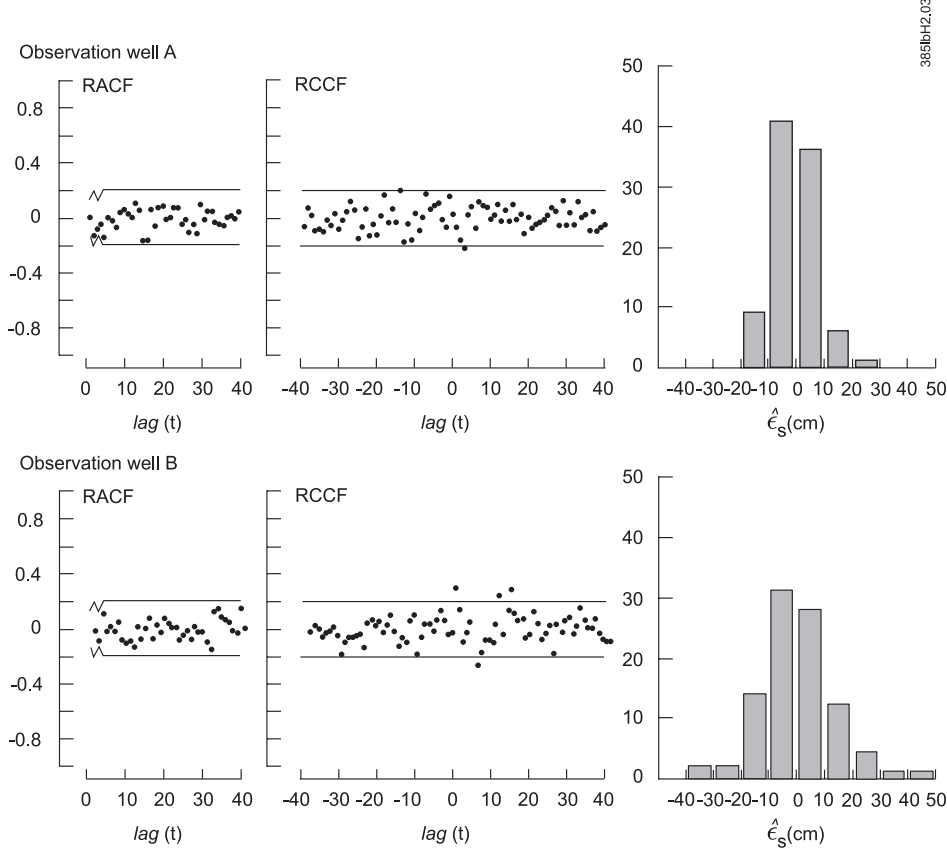 385lbH2.03
Observation well A
RACF
RCCF
0.8
0.4
0
-0.4
-0.8
0 10 20 30 40
lag (t)
-40 -30 -20 -10 0 10 20 30 40
lag (t)
50
40
30
20
10
0
-40 -30 -20 -10 0 10 20 30 40 50
ε̂s(cm)
Observation well B
RACF
RCCF
0.8
0.4
0
-0.4
-0.8
0 10 20 30 40
lag (t)
-40 -30 -20 -10 0 10 20 30 40
lag (t)
50
40
30
20
10
0
-40 -30 -20 -10 0 10 20 30 40 50
ε̂s(cm)